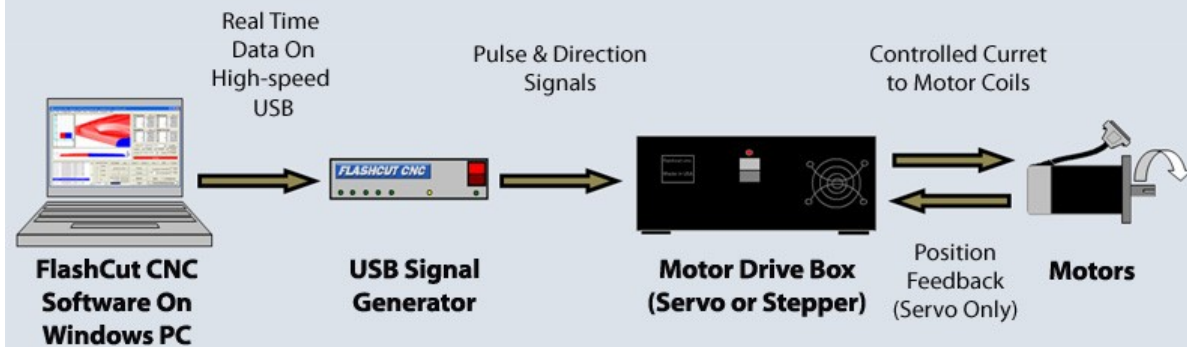 Real Time
Data On
High-speed
USB
Pulse & Direction
Signals
Controlled Curret
to Motor Coils
FLASHCUT CNC
FlashCut CNC
Software On
Windows PC
USB Signal
Generator
Motor Drive Box
(Servo or Stepper)
Position
Feedback
(Servo Only)
Motors